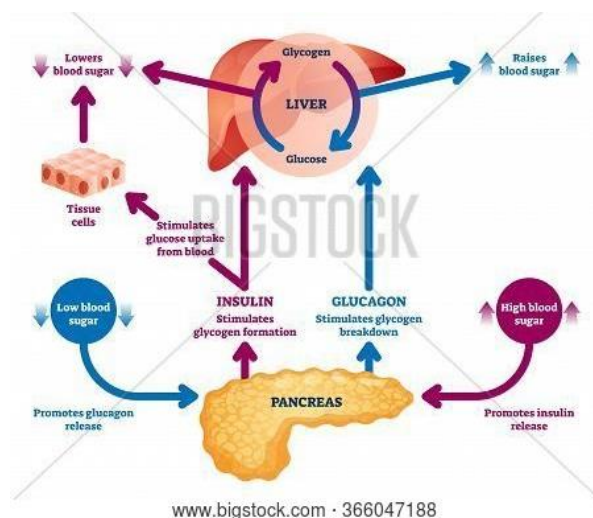 Lowers
blood sugar
Glycogen
Raises
blood sugar
LIVER
Glucose
Tissue
cells
Stimulates
glucose uptake
from blood
BIGSTOCK
INSULIN
Stimulates
glycogen formation
GLUCAGON
Stimulates glycogen
breakdown
Low blood
sugar
High blood
sugar
PANCREAS
Promotes glucagon
release
Promotes insulin
release
www.bigstock.com · 366047188